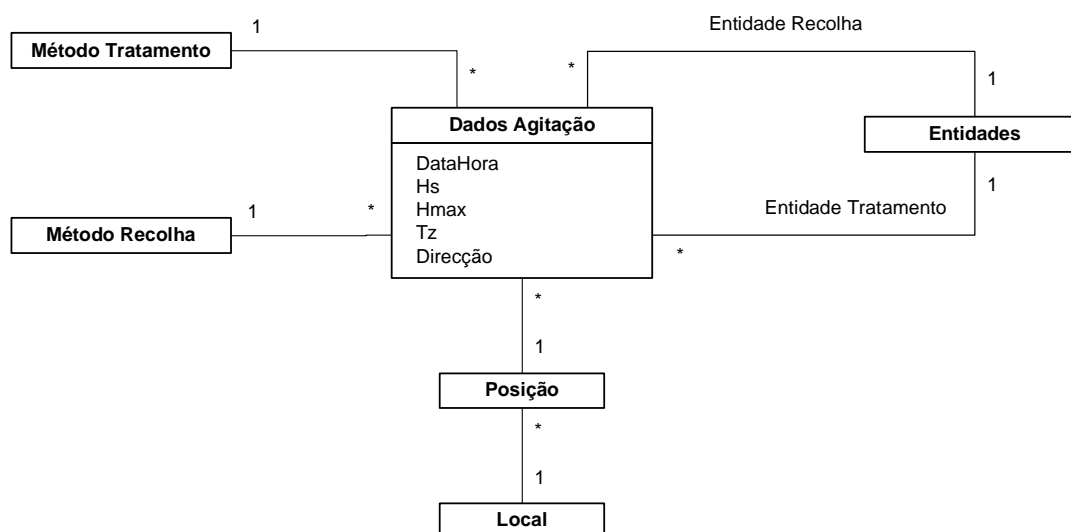 Entidade Recolha
1
Método Tratamento
*
*
1
Dados Agitação
Entidades
DataHora
Hs
Hmax
Tz
Direcção
1
Entidade Tratamento
1
*
Método Recolha
*
*
1
Posição
*
1
Local